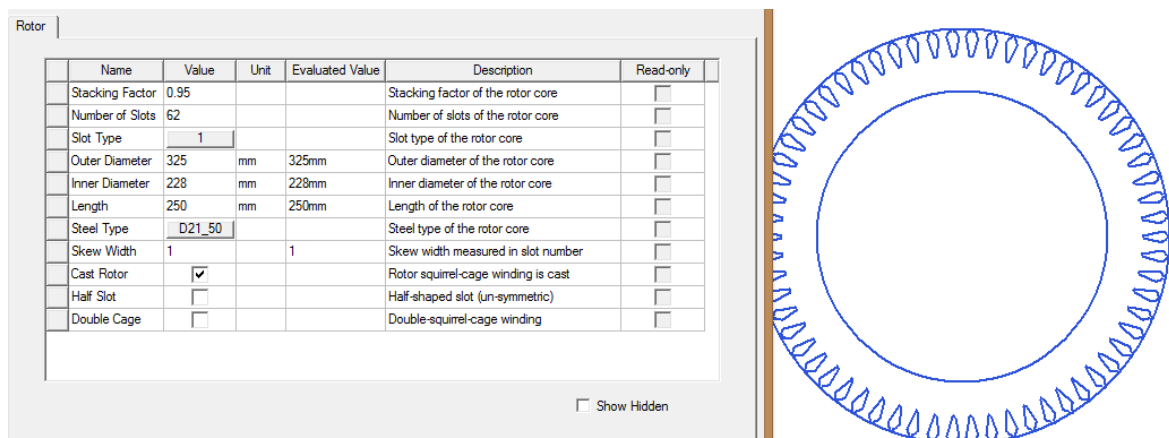 Rotor
Name Value Unit Evaluated Value Description Read-only
Stacking Factor 0.95 Stacking factor of the rotor core
Number of Slots 62 Number of slots of the rotor core
Slot Type 1 Slot type of the rotor core
Outer Diameter 325 mm 325mm Outer diameter of the rotor core
Inner Diameter 228 mm 228mm Inner diameter of the rotor core
Length 250 mm 250mm Length of the rotor core
Steel Type D21_50 Steel type of the rotor core
Skew Width 1 1 Skew width measured in slot number
Cast Rotor Rotor squirrel-cage winding is cast
Half Slot Half-shaped slot (un-symmetric)
Double Cage Double-squirrel-cage winding
Show Hidden